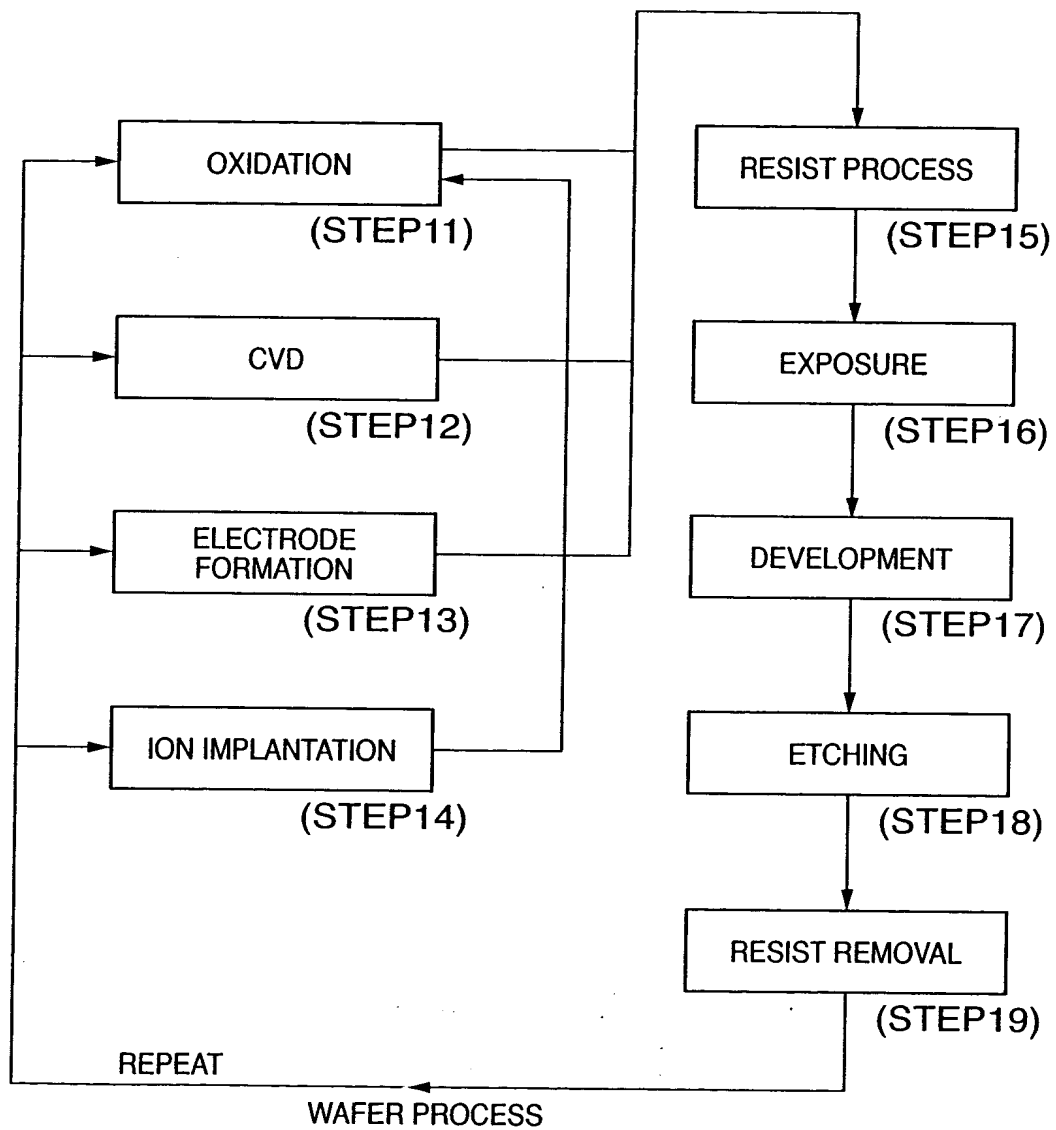 OXIDATION
(STEP11)
CVD
(STEP12)
ELECTRODE
FORMATION
(STEP13)
ION IMPLANTATION
(STEP14)
RESIST PROCESS
(STEP15)
EXPOSURE
(STEP16)
DEVELOPMENT
(STEP17)
ETCHING
(STEP18)
RESIST REMOVAL
(STEP19)
REPEAT
WAFER PROCESS